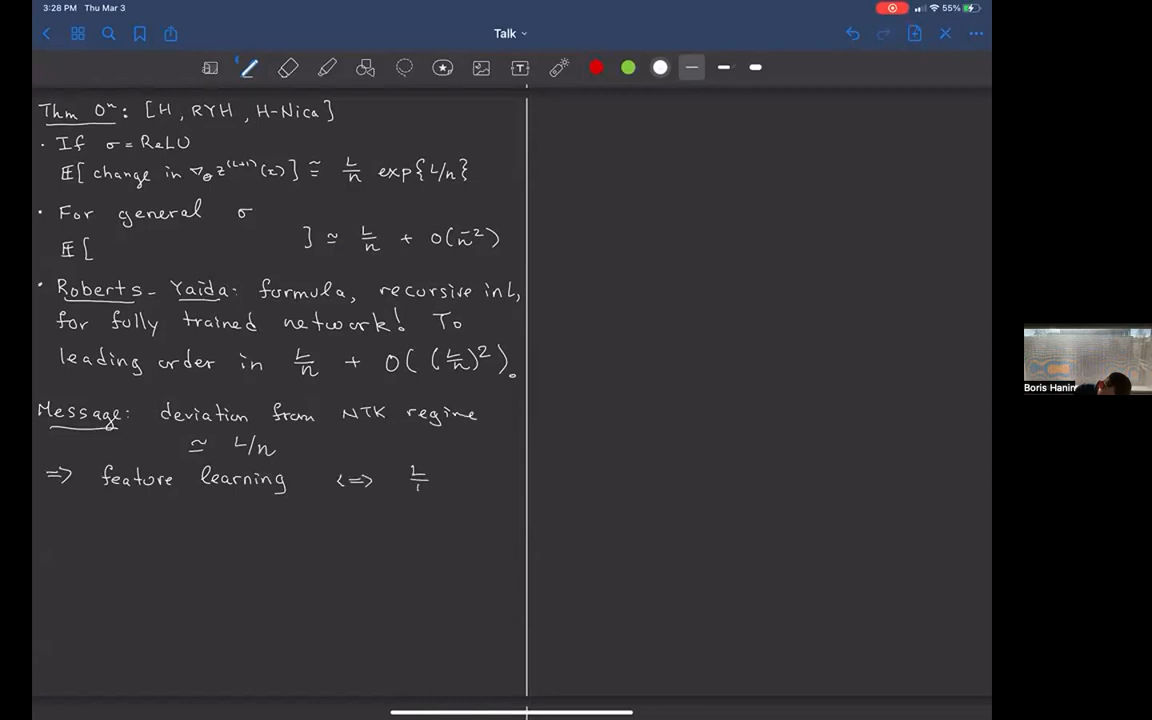 3:28 PM Thu Mar 3
55%
Talk
Thm 0ⁿ: [H, RYH, H-Nica]
· If σ = ReLU
𝔼[change in ∇_θ z^(L+1)(x)] ≅ L/n exp{L/n}
· For general σ
𝔼[ ] ≃ L/n + O(n^-2)
· Roberts-Yaida: formula, recursive in L,
for fully trained network! To
leading order in L/n + O((L/n)^2).
Message: deviation from NTK regime
≃ L/n
=> feature learning <=> L/
Boris Hanin